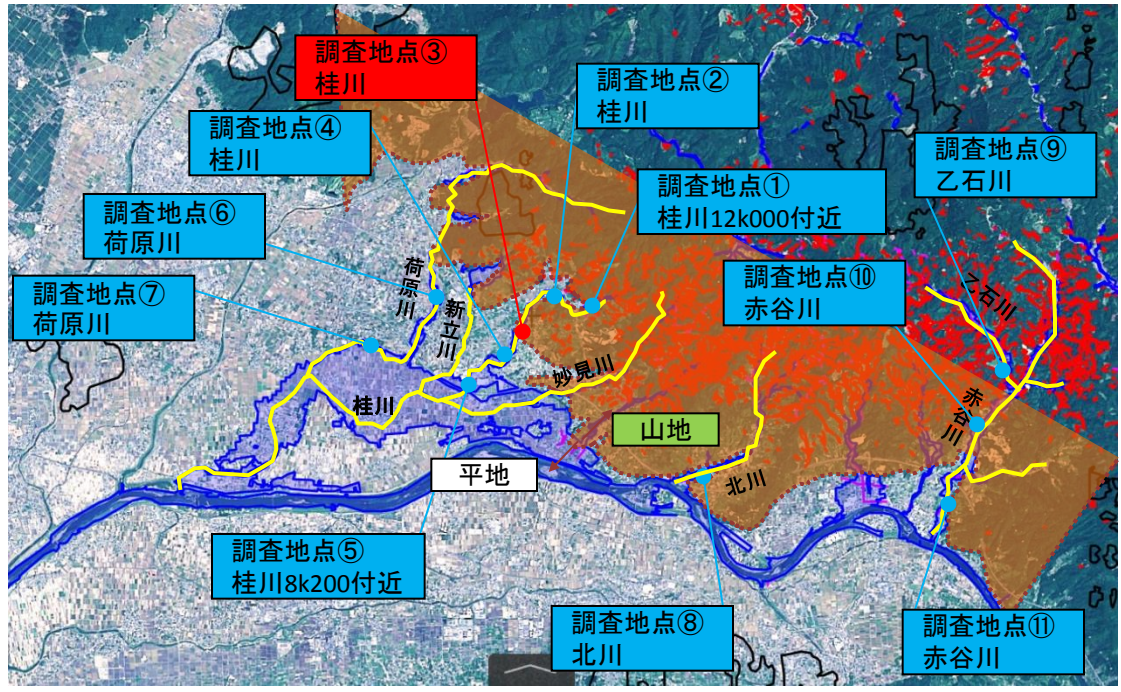 調査地点③
桂川
調査地点②
桂川
調査地点④
桂川
調査地点⑨
乙石川
調査地点①
桂川12k000付近
調査地点⑥
荷原川
調査地点⑩
赤谷川
調査地点⑦
荷原川
荷原川
新立川
乙石川
妙見川
桂川
赤谷川
山地
平地
北川
調査地点⑤
桂川8k200付近
調査地点⑧
北川
調査地点⑪
赤谷川